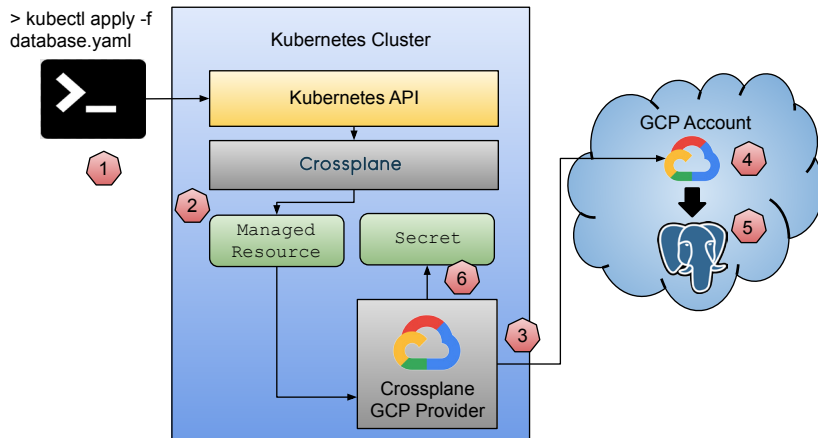 > kubectl apply -f
database.yaml
Kubernetes Cluster
Kubernetes API
Crossplane
1
2
Managed
Resource
Secret
6
3
Crossplane
GCP Provider
GCP Account
4
5